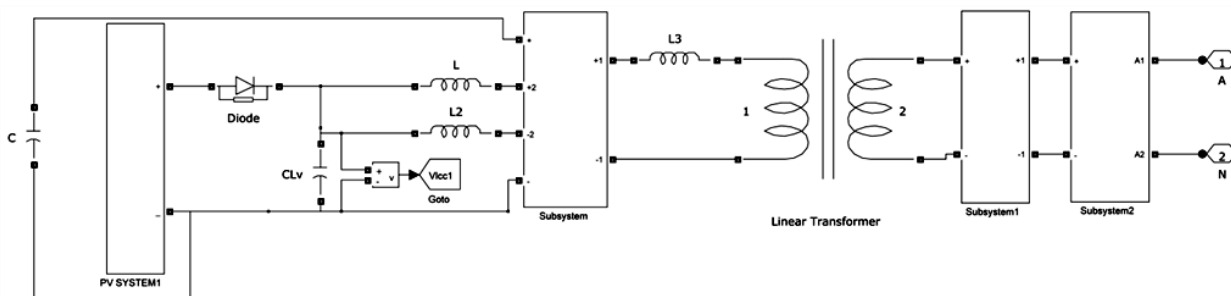 C
PV SYSTEM1
+
–
Diode
CLv
+
-
v
Vlcc1
Goto
L
L2
+
+2
-2
-
+1
-1
Subsystem
L3
1
2
Linear Transformer
+
-
+1
-1
Subsystem1
+
-
A1
A2
Subsystem2
1
A
2
N